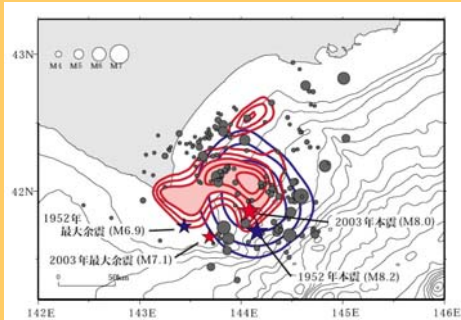 43N
M4 M5 M6 M7
42N
1952年
最大余震 (M6.9)
2003年本震 (M8.0)
2003年最大余震 (M7.1)
1952年本震 (M8.2)
0 50km
142E 143E 144E 145E 146E